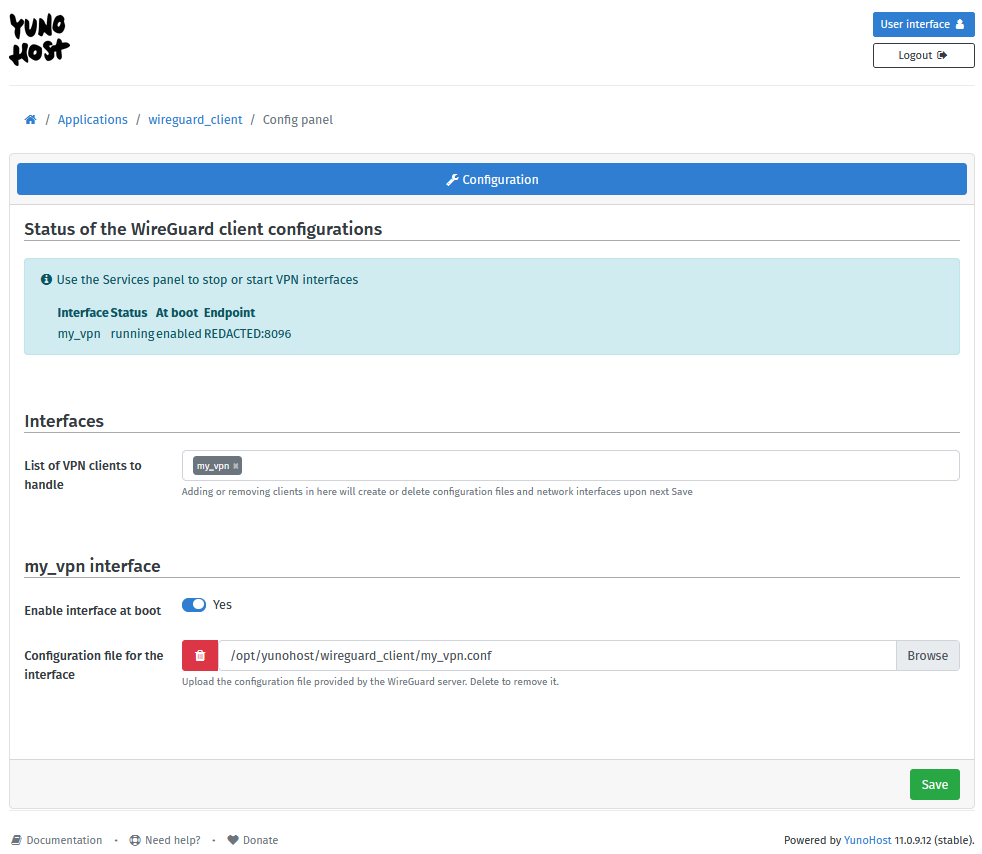 YUNO
HOST
User interface
Logout
/ Applications / wireguard_client / Config panel
Configuration
Status of the WireGuard client configurations
Use the Services panel to stop or start VPN interfaces
Interface Status At boot Endpoint
my_vpn running enabled REDACTED:8096
Interfaces
List of VPN clients to
handle
my_vpn
Adding or removing clients in here will create or delete configuration files and network interfaces upon next Save
my_vpn interface
Enable interface at boot
Yes
Configuration file for the
interface
/opt/yunohost/wireguard_client/my_vpn.conf
Browse
Upload the configuration file provided by the WireGuard server. Delete to remove it.
Save
Documentation · Need help? · Donate
Powered by YunoHost 11.0.9.12 (stable).